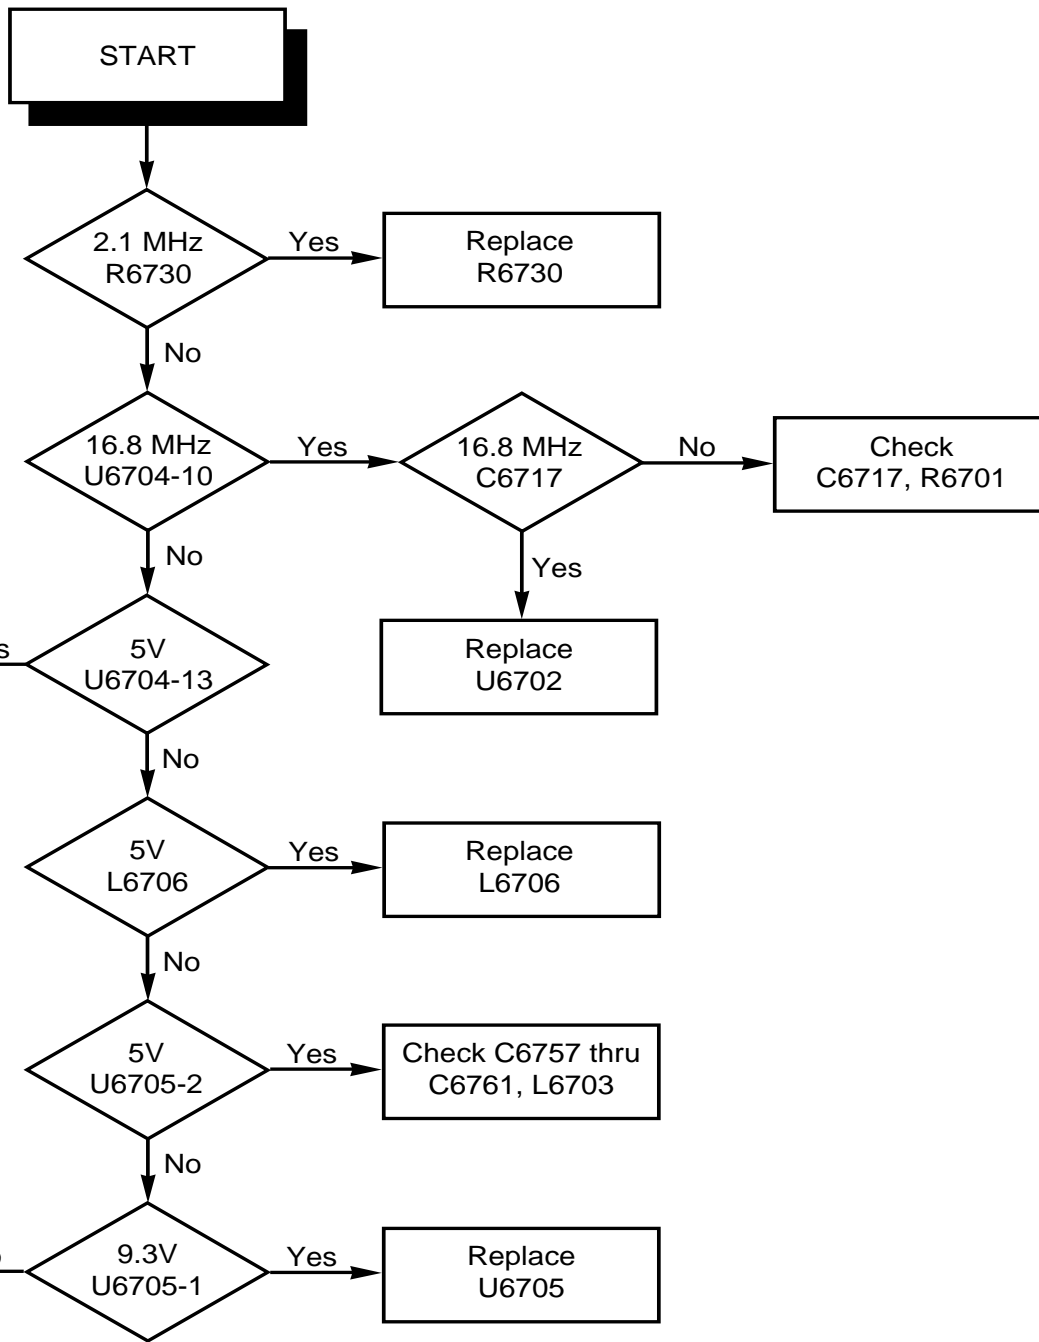 START
2.1 MHz
R6730
Yes
Replace
R6730
No
16.8 MHz
U6704-10
Yes
16.8 MHz
C6717
No
Check
C6717, R6701
No
Yes
5V
U6704-13
Replace
U6702
No
5V
L6706
Yes
Replace
L6706
No
5V
U6705-2
Yes
Check C6757 thru
C6761, L6703
No
9.3V
U6705-1
Yes
Replace
U6705